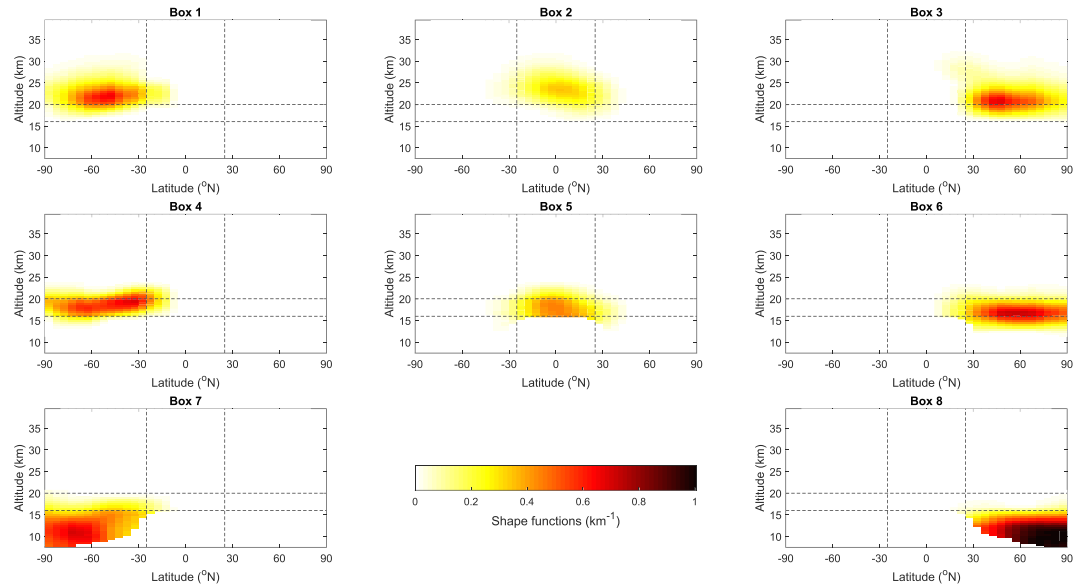 Box 1
Altitude (km)
35
30
25
20
15
10
-90 -60 -30 0 30 60 90
Latitude (°N)
Box 2
Altitude (km)
35
30
25
20
15
10
-90 -60 -30 0 30 60 90
Latitude (°N)
Box 3
Altitude (km)
35
30
25
20
15
10
-90 -60 -30 0 30 60 90
Latitude (°N)
Box 4
Altitude (km)
35
30
25
20
15
10
-90 -60 -30 0 30 60 90
Latitude (°N)
Box 5
Altitude (km)
35
30
25
20
15
10
-90 -60 -30 0 30 60 90
Latitude (°N)
Box 6
Altitude (km)
35
30
25
20
15
10
-90 -60 -30 0 30 60 90
Latitude (°N)
Box 7
Altitude (km)
35
30
25
20
15
10
-90 -60 -30 0 30 60 90
Latitude (°N)
0 0.2 0.4 0.6 0.8 1
Shape functions (km⁻¹)
Box 8
Altitude (km)
35
30
25
20
15
10
-90 -60 -30 0 30 60 90
Latitude (°N)